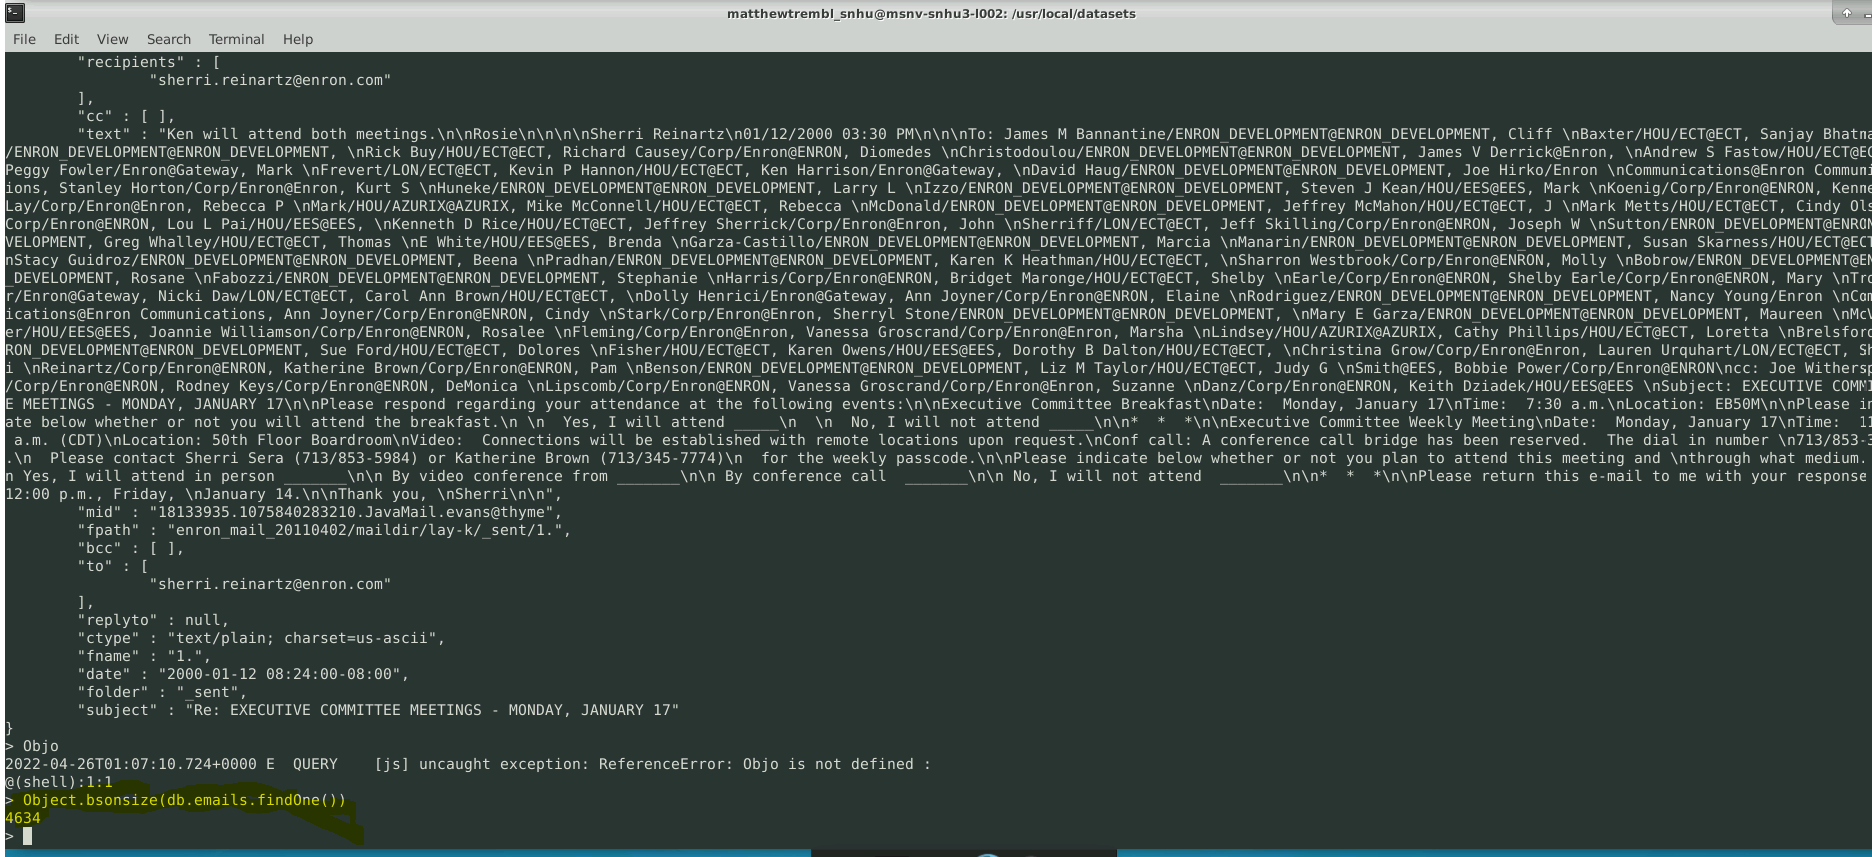 matthewtrembl_snhu@msnv-snhu3-l002: /usr/local/datasets
File Edit View Search Terminal Help
"recipients" : [
"sherri.reinartz@enron.com"
],
"cc" : [ ],
"text" : "Ken will attend both meetings.\n\nRosie\n\n\n\n\nSherri Reinartz\n01/12/2000 03:30 PM\n\n\n\nTo: James M Bannantine/ENRON_DEVELOPMENT@ENRON_DEVELOPMENT, Cliff \nBaxter/HOU/ECT@ECT, Sanjay Bhatna
/ENRON_DEVELOPMENT@ENRON_DEVELOPMENT, \nRick Buy/HOU/ECT@ECT, Richard Causey/Corp/Enron@ENRON, Diomedes \nChristodoulou/ENRON_DEVELOPMENT@ENRON_DEVELOPMENT, James V Derrick@Enron, \nAndrew S Fastow/HOU/ECT@EC
Peggy Fowler/Enron@Gateway, Mark \nFrevert/LON/ECT@ECT, Kevin P Hannon/HOU/ECT@ECT, Ken Harrison/Enron@Gateway, \nDavid Haug/ENRON_DEVELOPMENT@ENRON_DEVELOPMENT, Joe Hirko/Enron \nCommunications@Enron Communi
ions, Stanley Horton/Corp/Enron@Enron, Kurt S \nHuneke/ENRON_DEVELOPMENT@ENRON_DEVELOPMENT, Larry L \nIzzo/ENRON_DEVELOPMENT@ENRON_DEVELOPMENT, Steven J Kean/HOU/EES@EES, Mark \nKoenig/Corp/Enron@ENRON, Kenne
Lay/Corp/Enron@Enron, Rebecca P \nMark/HOU/AZURIX@AZURIX, Mike McConnell/HOU/ECT@ECT, Rebecca \nMcDonald/ENRON_DEVELOPMENT@ENRON_DEVELOPMENT, Jeffrey McMahon/HOU/ECT@ECT, J \nMark Metts/HOU/ECT@ECT, Cindy Ols
Corp/Enron@ENRON, Lou L Pai/HOU/EES@EES, \nKenneth D Rice/HOU/ECT@ECT, Jeffrey Sherrick/Corp/Enron@Enron, John \nSherriff/LON/ECT@ECT, Jeff Skilling/Corp/Enron@ENRON, Joseph W \nSutton/ENRON_DEVELOPMENT@ENRON
VELOPMENT, Greg Whalley/HOU/ECT@ECT, Thomas \nE White/HOU/EES@EES, Brenda \nGarza-Castillo/ENRON_DEVELOPMENT@ENRON_DEVELOPMENT, Marcia \nManarin/ENRON_DEVELOPMENT@ENRON_DEVELOPMENT, Susan Skarness/HOU/ECT@ECT
nStacy Guidroz/ENRON_DEVELOPMENT@ENRON_DEVELOPMENT, Beena \nPradhan/ENRON_DEVELOPMENT@ENRON_DEVELOPMENT, Karen K Heathman/HOU/ECT@ECT, \nSharron Westbrook/Corp/Enron@ENRON, Molly \nBobrow/ENRON_DEVELOPMENT@EN
_DEVELOPMENT, Rosane \nFabozzi/ENRON_DEVELOPMENT@ENRON_DEVELOPMENT, Stephanie \nHarris/Corp/Enron@ENRON, Bridget Maronge/HOU/ECT@ECT, Shelby \nEarle/Corp/Enron@ENRON, Shelby Earle/Corp/Enron@ENRON, Mary \nTro
r/Enron@Gateway, Nicki Daw/LON/ECT@ECT, Carol Ann Brown/HOU/ECT@ECT, \nDolly Henrici/Enron@Gateway, Ann Joyner/Corp/Enron@ENRON, Elaine \nRodriguez/ENRON_DEVELOPMENT@ENRON_DEVELOPMENT, Nancy Young/Enron \nCom
ications@Enron Communications, Ann Joyner/Corp/Enron@ENRON, Cindy \nStark/Corp/Enron@ENRON, Sherryl Stone/ENRON_DEVELOPMENT@ENRON_DEVELOPMENT, \nMary E Garza/ENRON_DEVELOPMENT@ENRON_DEVELOPMENT, Maureen \nMcV
er/HOU/EES@EES, Joannie Williamson/Corp/Enron@ENRON, Rosalee \nFleming/Corp/Enron@Enron, Vanessa Groscrand/Corp/Enron@Enron, Marsha \nLindsey/HOU/AZURIX@AZURIX, Cathy Phillips/HOU/ECT@ECT, Loretta \nBrelsford
RON_DEVELOPMENT@ENRON_DEVELOPMENT, Sue Ford/HOU/ECT@ECT, Dolores \nFisher/HOU/ECT@ECT, Karen Owens/HOU/EES@EES, Dorothy B Dalton/HOU/ECT@ECT, \nChristina Grow/Corp/Enron@Enron, Lauren Urquhart/LON/ECT@ECT, Sh
i \nReinartz/Corp/Enron@ENRON, Katherine Brown/Corp/Enron@ENRON, Pam \nBenson/ENRON_DEVELOPMENT@ENRON_DEVELOPMENT, Liz M Taylor/HOU/ECT@ECT, Judy G \nSmith@EES, Bobbie Power/Corp/Enron@ENRON\ncc: Joe Withersp
/Corp/Enron@ENRON, Rodney Keys/Corp/Enron@ENRON, DeMonica \nLipscomb/Corp/Enron@ENRON, Vanessa Groscrand/Corp/Enron@Enron, Suzanne \nDanz/Corp/Enron@ENRON, Keith Dziadek/HOU/EES@EES \nSubject: EXECUTIVE COMMI
E MEETINGS - MONDAY, JANUARY 17\n\nPlease respond regarding your attendance at the following events:\n\nExecutive Committee Breakfast\nDate:  Monday, January 17\nTime:  7:30 a.m.\nLocation: EB50M\n\nPlease in
ate below whether or not you will attend the breakfast.\n \n  Yes, I will attend _____\n  \n  No, I will not attend _____\n\n*  *  *\n\nExecutive Committee Weekly Meeting\nDate:  Monday, January 17\nTime:  11
a.m. (CDT)\nLocation: 50th Floor Boardroom\nVideo:  Connections will be established with remote locations upon request.\nConf call: A conference call bridge has been reserved.  The dial in number \n713/853-3
.\n  Please contact Sherri Sera (713/853-5984) or Katherine Brown (713/345-7774)\n  for the weekly passcode.\n\nPlease indicate below whether or not you plan to attend this meeting and \nthrough what medium.
n Yes, I will attend in person _______\n\n By video conference from _______\n\n By conference call  _______\n\n No, I will not attend  _______\n\n*  *  *\n\nPlease return this e-mail to me with your response
12:00 p.m., Friday, \nJanuary 14.\n\nThank you, \nSherri\n\n",
"mid" : "18133935.1075840283210.JavaMail.evans@thyme",
"fpath" : "enron_mail_20110402/maildir/lay-k/_sent/1.",
"bcc" : [ ],
"to" : [
"sherri.reinartz@enron.com"
],
"replyto" : null,
"ctype" : "text/plain; charset=us-ascii",
"fname" : "1.",
"date" : "2000-01-12 08:24:00-08:00",
"folder" : "_sent",
"subject" : "Re: EXECUTIVE COMMITTEE MEETINGS - MONDAY, JANUARY 17"
}
> Objo
2022-04-26T01:07:10.724+0000 E  QUERY    [js] uncaught exception: ReferenceError: Objo is not defined :
@(shell):1:1
> Object.bsonsize(db.emails.findOne())
4634
>